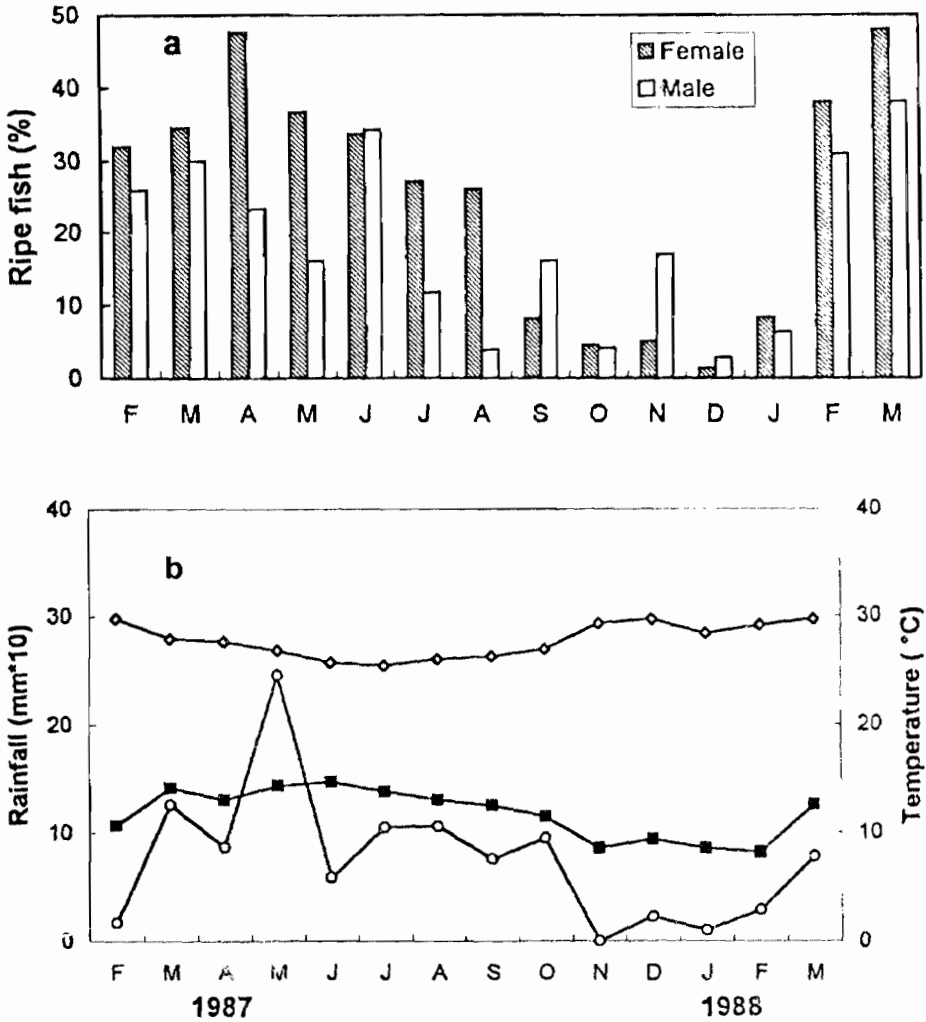 50
40
30
20
10
0
Ripe fish (%)
a
Female
Male
F M A M J J A S O N D J F M
40
30
20
10
0
Rainfall (mm*10)
b
40
30
20
10
0
Temperature ( °C)
F M A M J J A S O N D J F M
1987 1988